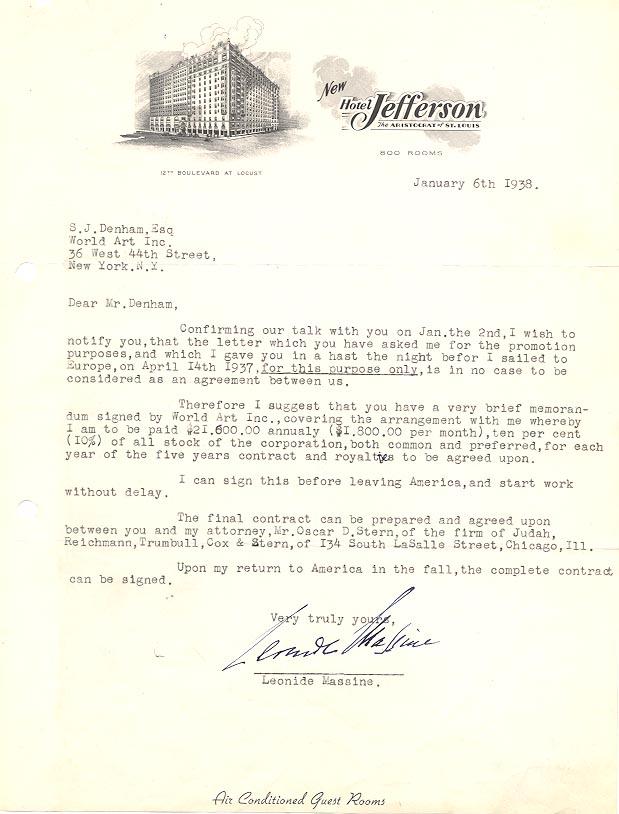 New
Hotel Jefferson
The ARISTOCRAT of ST. LOUIS
800 ROOMS
12TH BOULEVARD AT LOCUST
January 6th I938.
S.J.Denham,Esq
World Art Inc.
36 West 44th Street,
New York.N.Y.
Dear Mr.Denham,
Confirming our talk with you on Jan.the 2nd,I wish to
notify you,that the letter which you have asked me for the promotion
purposes,and which I gave you in a hast the night befor I sailed to
Europe,on April I4th I937,for this purpose only,is in no case to be
considered as an agreement between us.
Therefore I suggest that you have a very brief memoran-
dum signed by World Art Inc.,covering the arrangement with me whereby
I am to be paid $2I.600.00 annualy ($I.800.00 per month),ten per cent
(I0%) of all stock of the corporation,both common and preferred,for each
year of the five years contract and royalties to be agreed upon.
I can sign this before leaving America,and start work
without delay.
The final contract can be prepared and agreed upon
between you and my attorney,Mr.Oscar D.Stern,of the firm of Judah,
Reichmann,Trumbull,Cox & Stern,of I34 South LaSalle Street,Chicago,Ill.
Upon my return to America in the fall,the complete contract
can be signed.
Very truly yours,
Leonide Massine
Leonide Massine.
Air Conditioned Guest Rooms